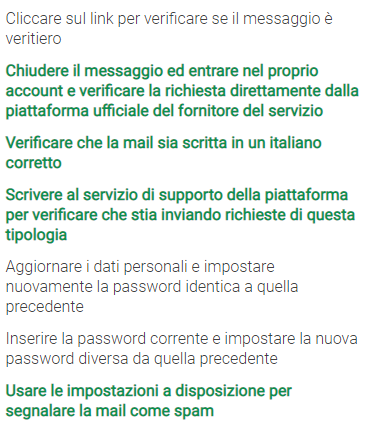 Cliccare sul link per verificare se il messaggio è
veritiero
Chiudere il messaggio ed entrare nel proprio
account e verificare la richiesta direttamente dalla
piattaforma ufficiale del fornitore del servizio
Verificare che la mail sia scritta in un italiano
corretto
Scrivere al servizio di supporto della piattaforma
per verificare che stia inviando richieste di questa
tipologia
Aggiornare i dati personali e impostare
nuovamente la password identica a quella
precedente
Inserire la password corrente e impostare la nuova
password diversa da quella precedente
Usare le impostazioni a disposizione per
segnalare la mail come spam